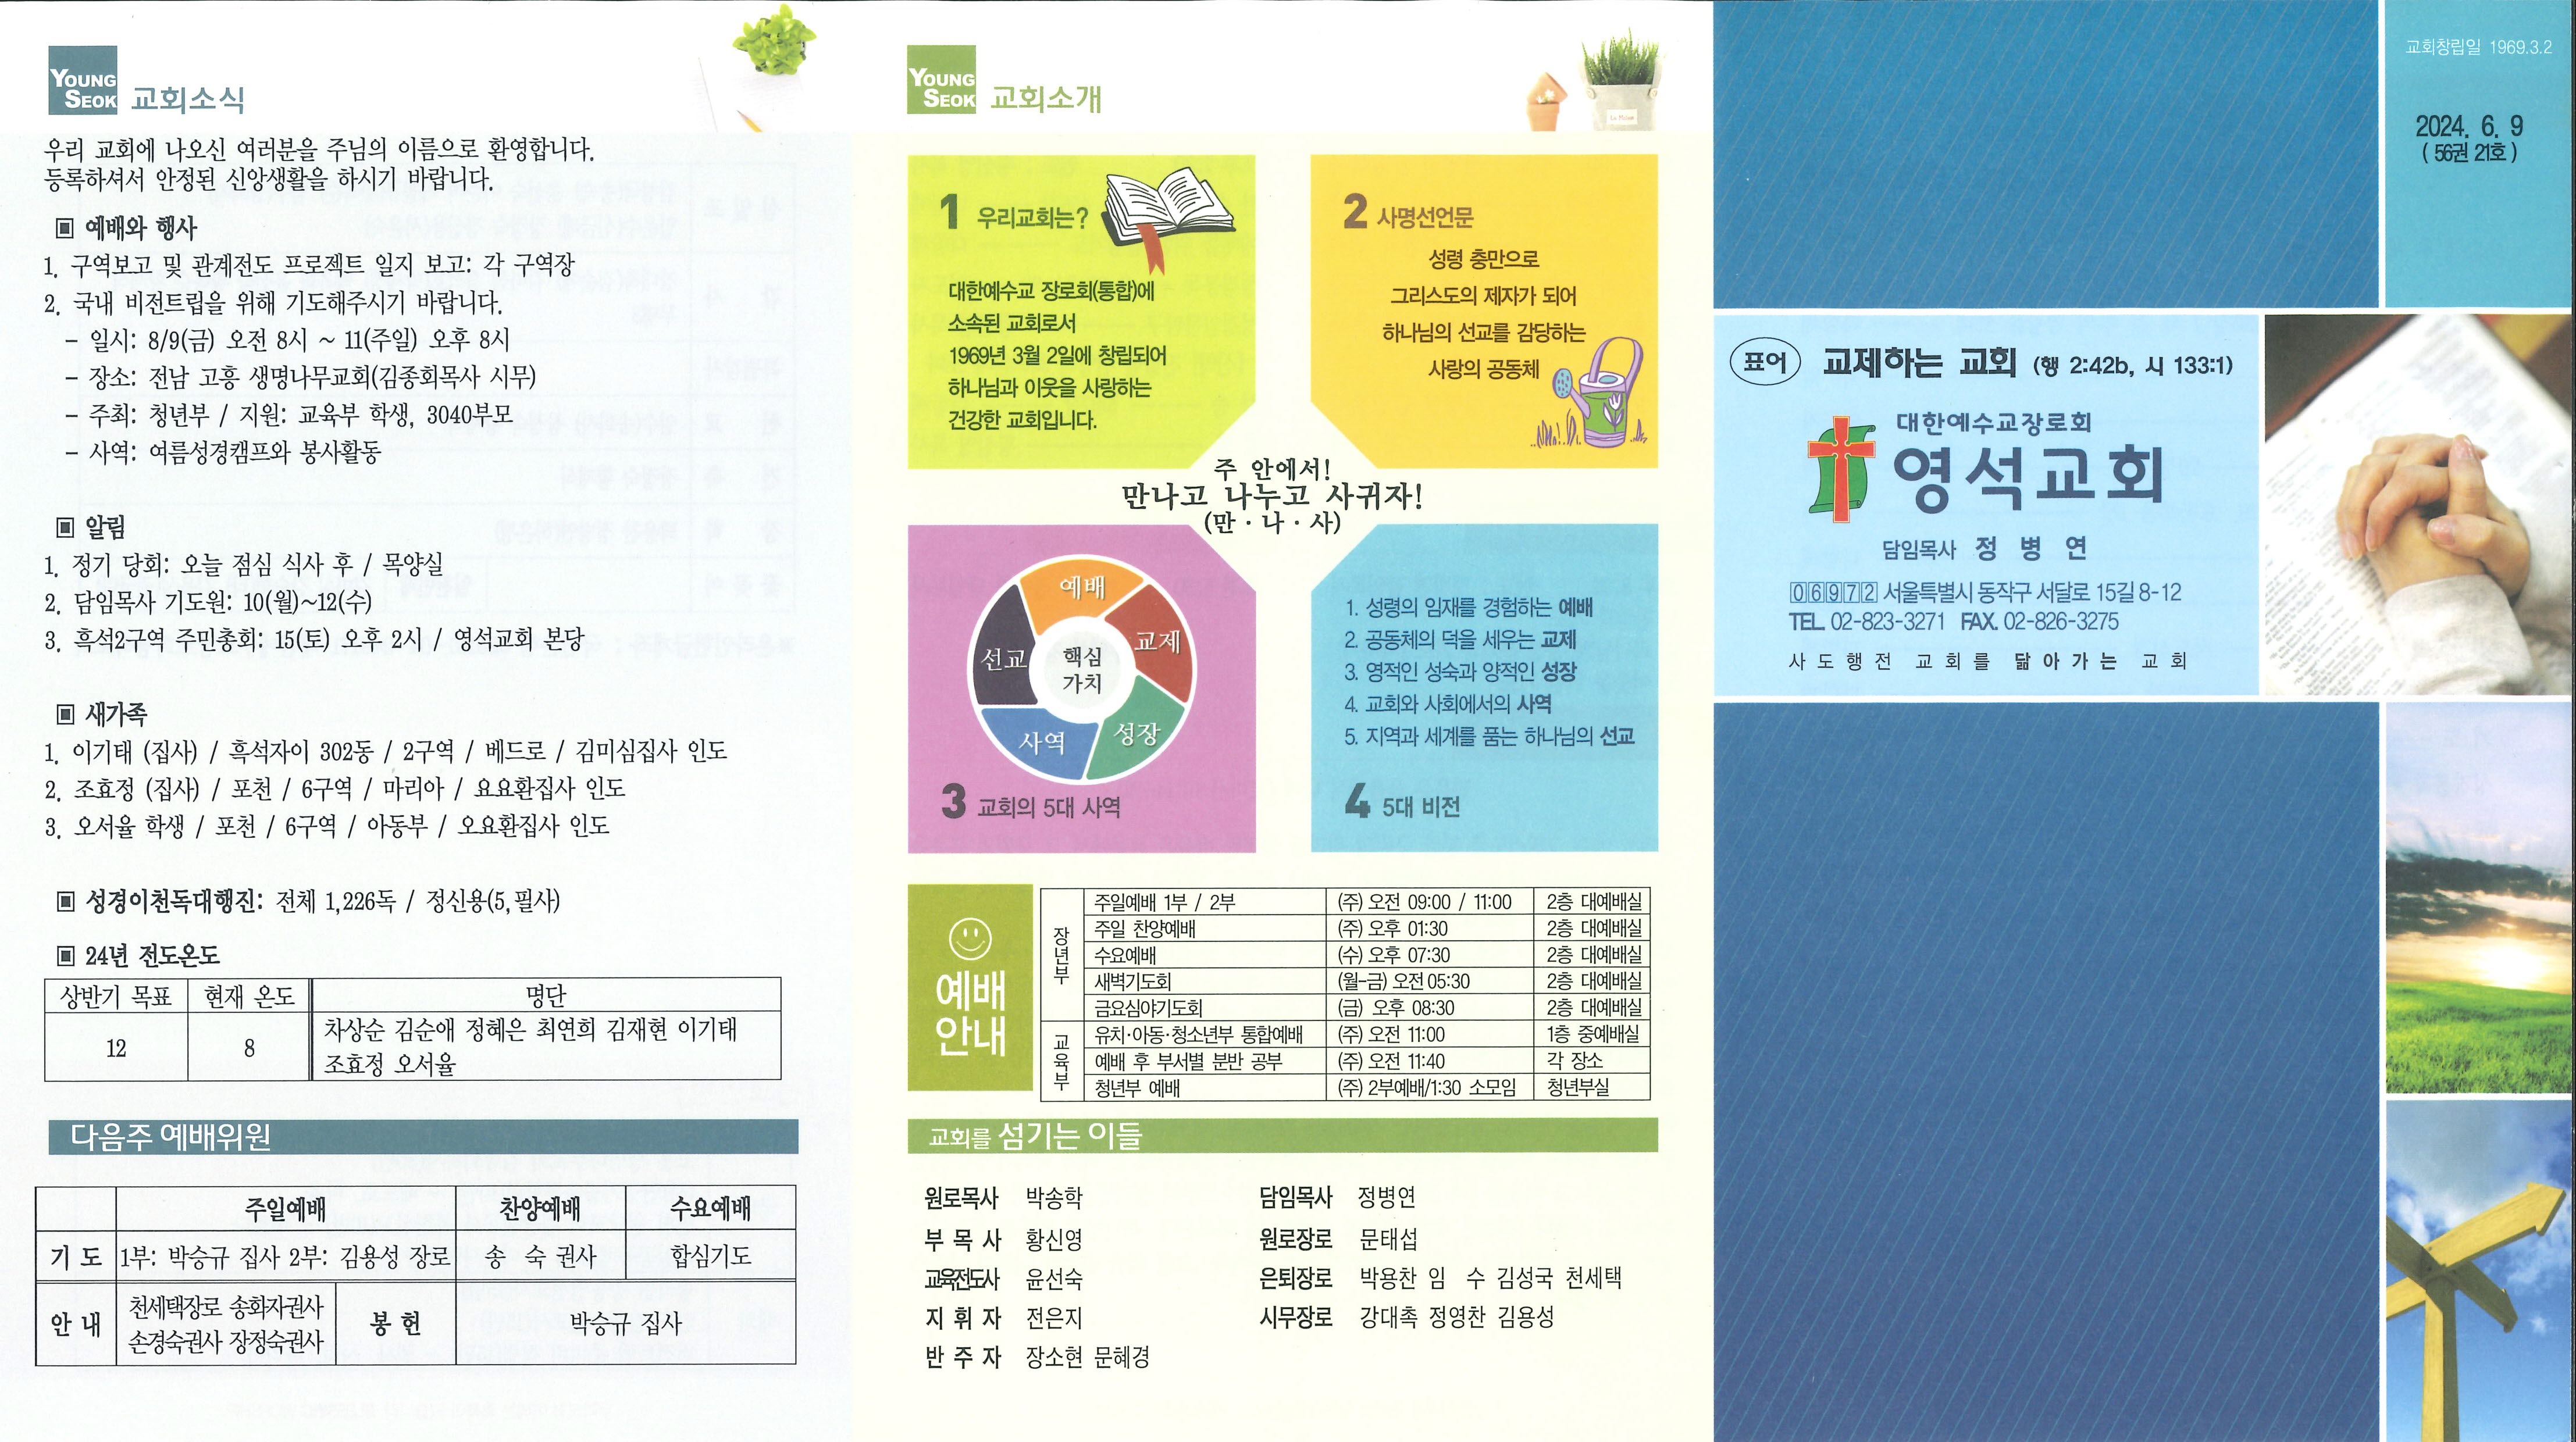 YOUNG
SEOK 교회소식
우리 교회에 나오신 여러분을 주님의 이름으로 환영합니다.
등록하셔서 안정된 신앙생활을 하시기 바랍니다.
▣ 예배와 행사
1. 구역보고 및 관계전도 프로젝트 일지 보고: 각 구역장
2. 국내 비전트립을 위해 기도해주시기 바랍니다.
- 일시: 8/9(금) 오전 8시 ~ 11(주일) 오후 8시
- 장소: 전남 고흥 생명나무교회(김종회목사 시무)
- 주최: 청년부 / 지원: 교육부 학생, 3040부모
- 사역: 여름성경캠프와 봉사활동
▣ 알림
1. 정기 당회: 오늘 점심 식사 후 / 목양실
2. 담임목사 기도원: 10(월)~12(수)
3. 흑석2구역 주민총회: 15(토) 오후 2시 / 영석교회 본당
▣ 새가족
1. 이기태 (집사) / 흑석자이 302동 / 2구역 / 베드로 / 김미심집사 인도
2. 조효정 (집사) / 포천 / 6구역 / 마리아 / 요요환집사 인도
3. 오서율 학생 / 포천 / 6구역 / 아동부 / 오요환집사 인도
▣ 성경이천독대행진: 전체 1,226독 / 정신용(5,필사)
▣ 24년 전도온도
상반기 목표 현재 온도 명단
12 8 차상순 김순애 정혜은 최연희 김재현 이기태
조효정 오서율
다음주 예배위원
주일예배 찬양예배 수요예배
기 도 1부: 박승규 집사 2부: 김용성 장로 송 숙 권사 합심기도
안 내 천세택장로 송화자권사 봉 헌 박승규 집사
손경숙권사 장정숙권사
YOUNG
SEOK 교회소개
1 우리교회는?
대한예수교 장로회(통합)에
소속된 교회로서
1969년 3월 2일에 창립되어
하나님과 이웃을 사랑하는
건강한 교회입니다.
2 사명선언문
성령 충만으로
그리스도의 제자가 되어
하나님의 선교를 감당하는
사랑의 공동체
주 안에서!
만나고 나누고 사귀자!
(만·나·사)
예배
교제
성장
사역
선교
핵심
가치
3 교회의 5대 사역
1. 성령의 임재를 경험하는 예배
2. 공동체의 덕을 세우는 교제
3. 영적인 성숙과 양적인 성장
4. 교회와 사회에서의 사역
5. 지역과 세계를 품는 하나님의 선교
4 5대 비전
예배
안내
장년부
주일예배 1부 / 2부 (주) 오전 09:00 / 11:00 2층 대예배실
주일 찬양예배 (주) 오후 01:30 2층 대예배실
수요예배 (수) 오후 07:30 2층 대예배실
새벽기도회 (월-금) 오전 05:30 2층 대예배실
금요심야기도회 (금) 오후 08:30 2층 대예배실
교육부
유치·아동·청소년부 통합예배 (주) 오전 11:00 1층 중예배실
예배 후 부서별 분반 공부 (주) 오전 11:40 각 장소
청년부 예배 (주) 2부예배/1:30 소모임 청년부실
교회를 섬기는 이들
원로목사 박송학 담임목사 정병연
부 목 사 황신영 원로장로 문태섭
교육전도사 윤선숙 은퇴장로 박용찬 임 수 김성국 천세택
지 휘 자 전은지 시무장로 강대촉 정영찬 김용성
반 주 자 장소현 문혜경
교회창립일 1969.3.2
2024. 6. 9
( 56권 21호 )
표어 교제하는 교회 (행 2:42b, 시 133:1)
대한예수교장로회
영석교회
담임목사 정 병 연
06972 서울특별시 동작구 서달로 15길 8-12
TEL. 02-823-3271 FAX. 02-826-3275
사도행전 교회를 닮아가는 교회